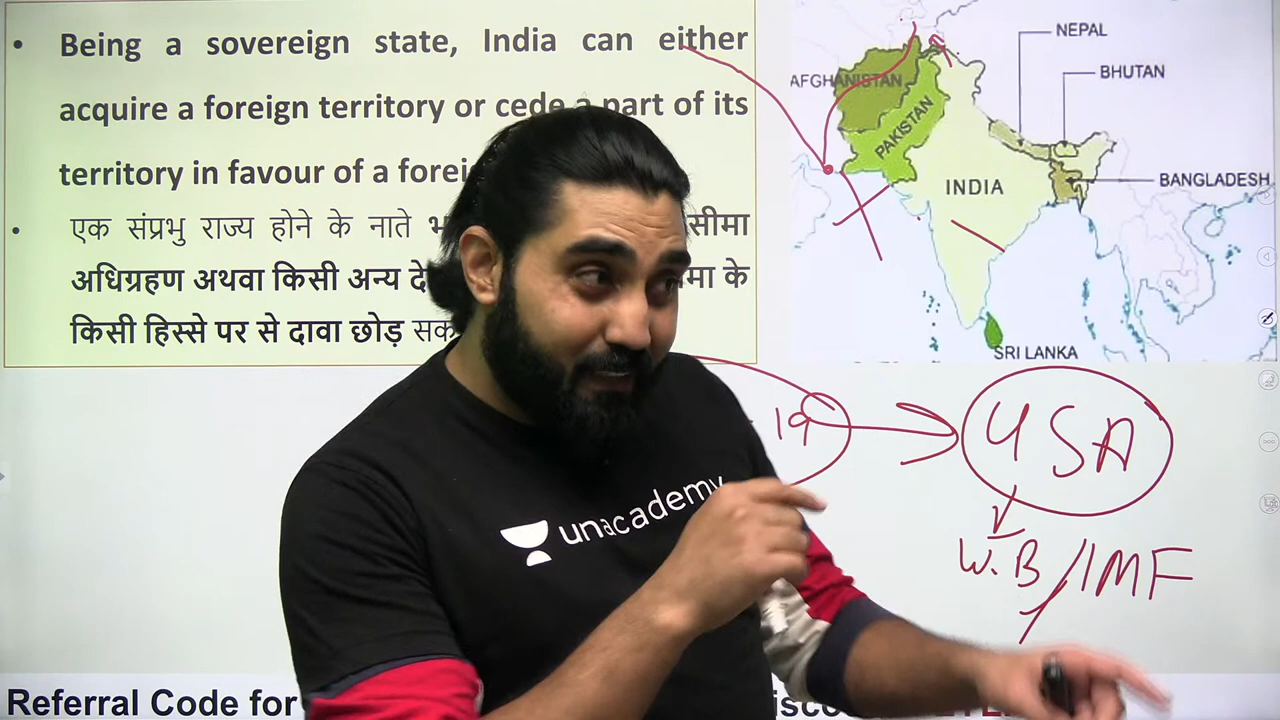 • Being a sovereign state, India can either
acquire a foreign territory or cede a part of its
territory in favour of a
• एक संप्रभु राज्य होने के नाते सीमा
अधिग्रहण अथवा किसी अन्य के
किसी हिस्से पर से दावा छोड़
AFGHANISTAN
PAKISTAN
INDIA
NEPAL
BHUTAN
BANGLADESH
SRI LANKA
19
USA
W.B/IMF
unacademy
Referral Code for